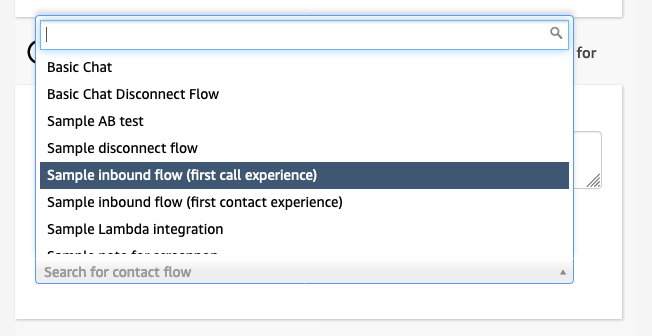 for
Basic Chat
Basic Chat Disconnect Flow
Sample AB test
Sample disconnect flow
Sample inbound flow (first call experience)
Sample inbound flow (first contact experience)
Sample Lambda integration
Search for contact flow